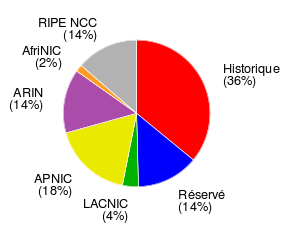 RIPE NCC
(14%)
AfriNIC
(2%)
ARIN
(14%)
APNIC
(18%)
LACNIC
(4%)
Réservé
(14%)
Historique
(36%)